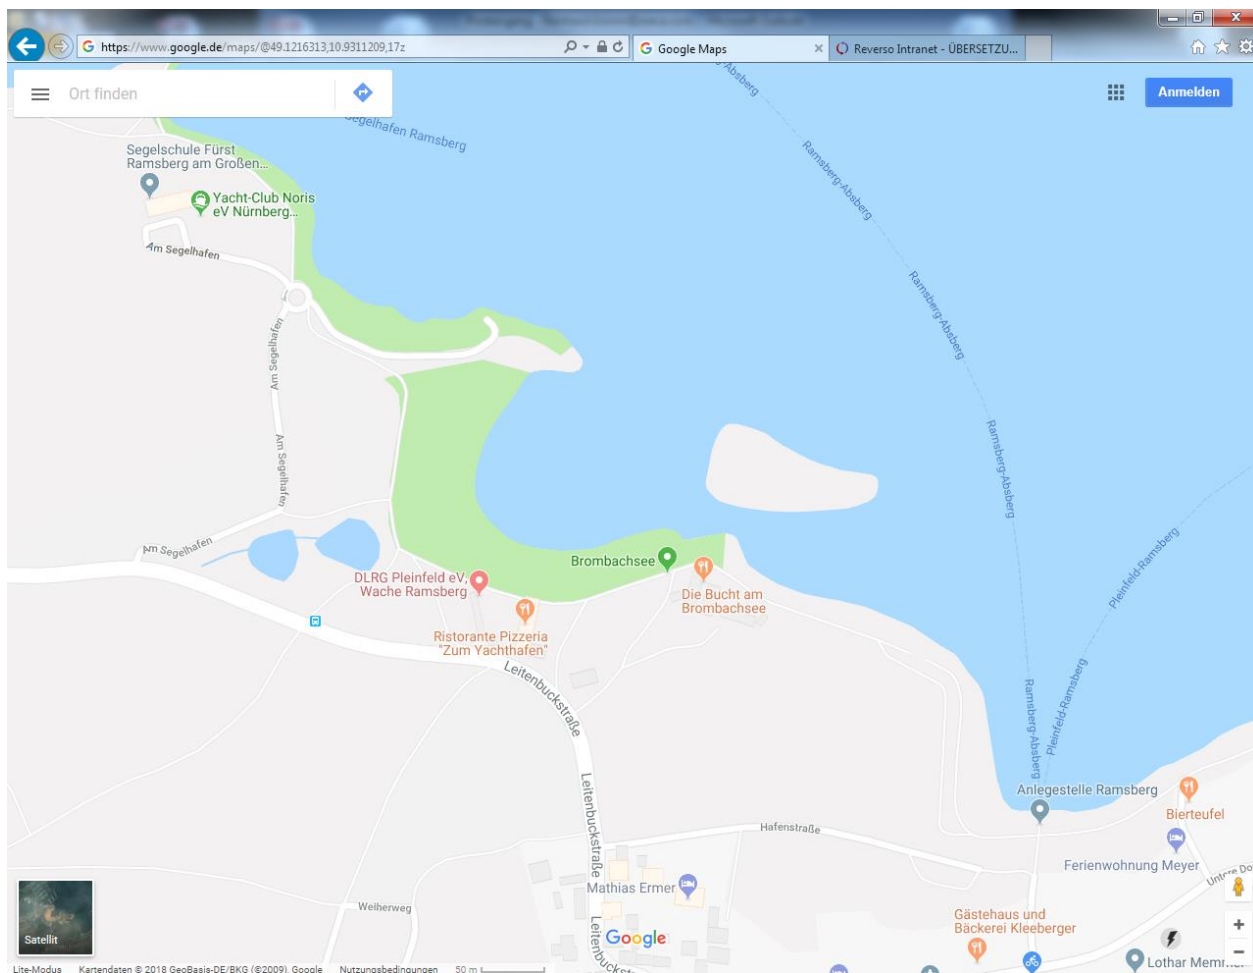 https://www.google.de/maps/@49.1216313,10.9311209,17z
Google Maps
Reverso Intranet - ÜBERSETZU...
Ort finden
Anmelden
Segelhafen Ramsberg
Ramsberg-Absberg
Segelschule Fürst
Ramsberg am Großen...
Yacht-Club Noris
eV Nürnberg...
Ramsberg-Absberg
Am Segelhafen
Ramsberg-Absberg
Am Segelhafen
Am Segelhafen
Ramsberg-Absberg
Am Segelhafen
Pleinfeld-Ramsberg
Brombachsee
DLRG Pleinfeld eV,
Wache Ramsberg
Die Bucht am
Brombachsee
Ristorante Pizzeria
"Zum Yachthafen"
Leitenbuckstraße
Ramsberg-Absberg
Pleinfeld-Ramsberg
Leitenbuckstraße
Anlegestelle Ramsberg
Bierteufel
Hafenstraße
Ferienwohnung Meyer
Untere Do
Mathias Ermer
Weiherweg
Leitenbuckstraße
Gästehaus und
Bäckerei Kleeberger
Satellit
Google
Lothar Memm
Lite-Modus Kartendaten © 2018 GeoBasis-DE/BKG (©2009), Google Nutzungsbedingungen 50 m